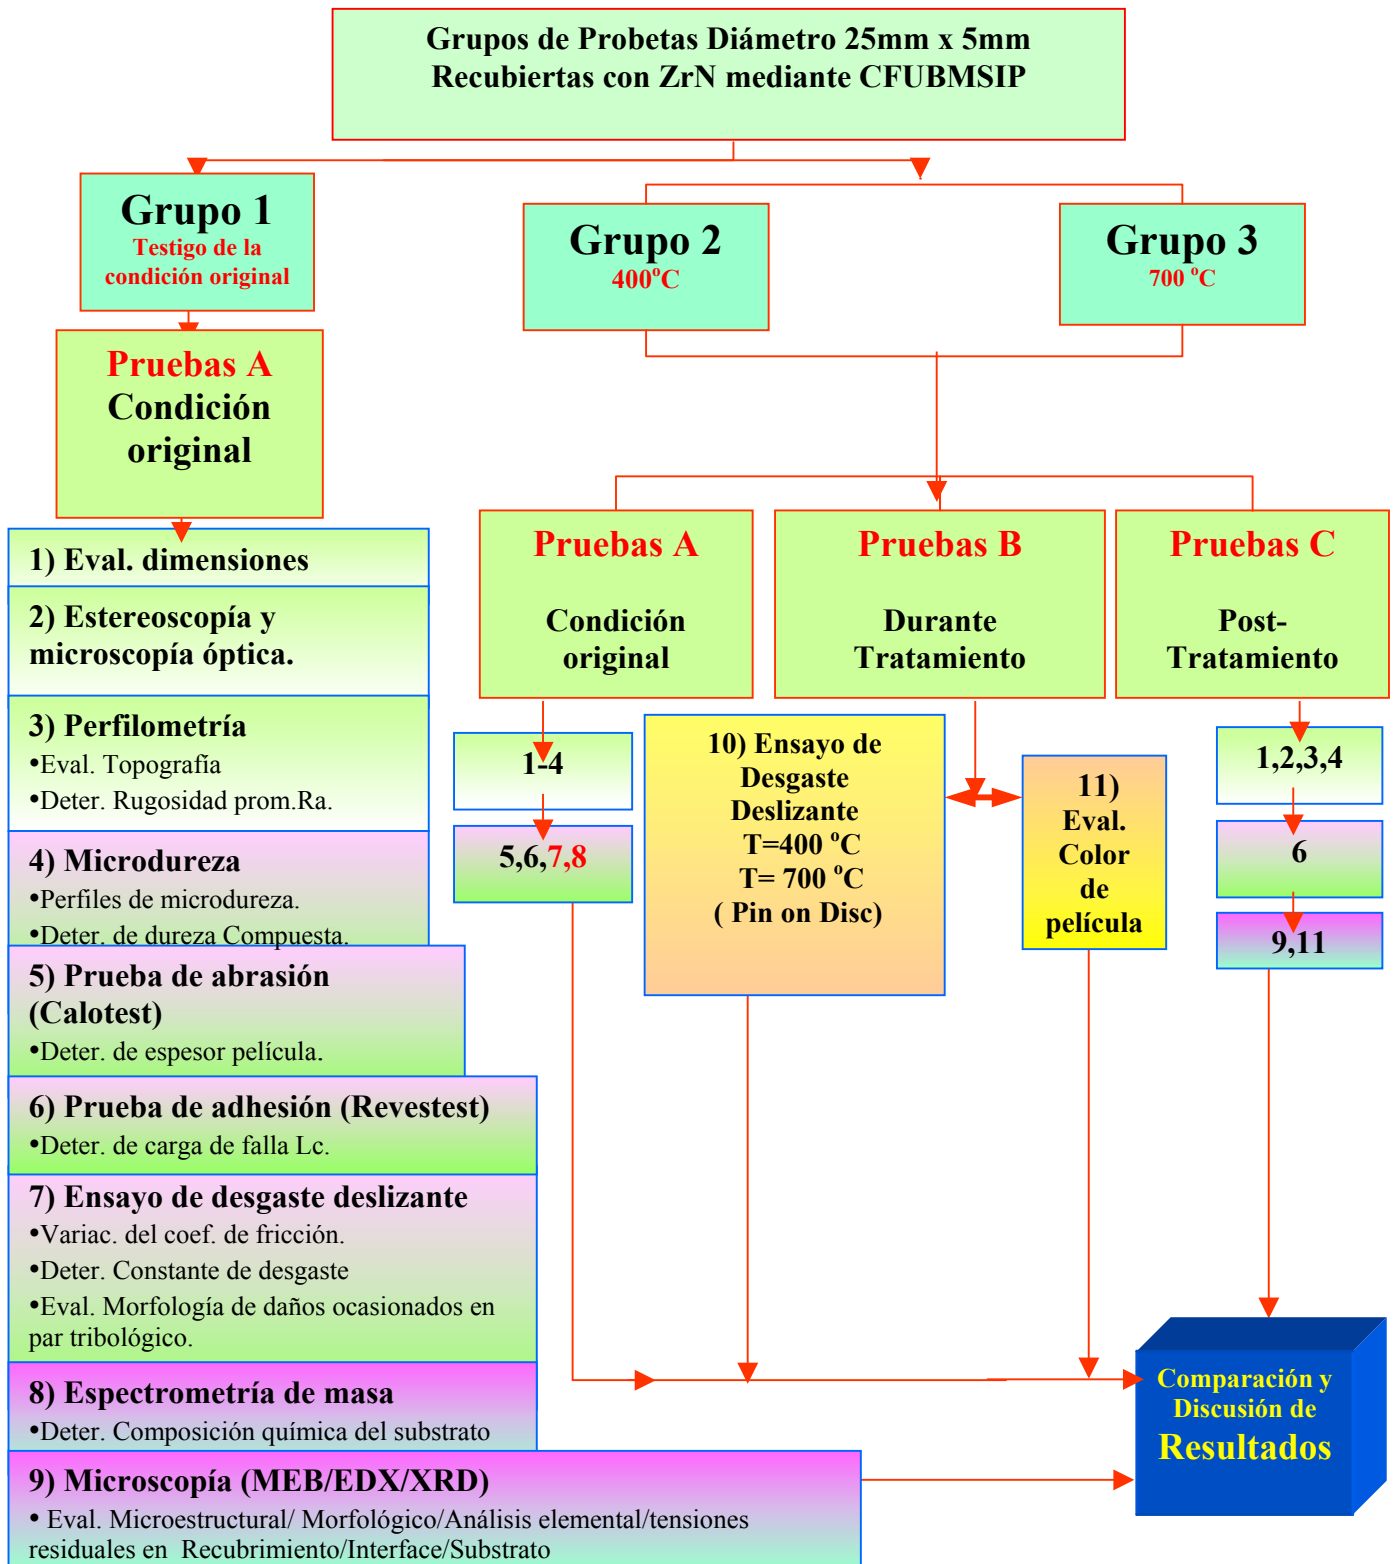 Grupos de Probetas Diámetro 25mm x 5mm
Recubiertas con ZrN mediante CFUBMSIP
Grupo 1
Testigo de la
condición original
Grupo 2
400°C
Grupo 3
700 °C
Pruebas A
Condición
original
1) Eval. dimensiones
2) Estereoscopía y
microscopía óptica.
3) Perfilometría
•Eval. Topografía
•Deter. Rugosidad prom.Ra.
4) Microdureza
•Perfiles de microdureza.
•Deter. de dureza Compuesta.
5) Prueba de abrasión
(Calotest)
•Deter. de espesor película.
6) Prueba de adhesión (Revestest)
•Deter. de carga de falla Lc.
7) Ensayo de desgaste deslizante
•Variac. del coef. de fricción.
•Deter. Constante de desgaste
•Eval. Morfología de daños ocasionados en
par tribológico.
8) Espectrometría de masa
•Deter. Composición química del substrato
9) Microscopía (MEB/EDX/XRD)
• Eval. Microestructural/ Morfológico/Análisis elemental/tensiones
residuales en Recubrimiento/Interface/Substrato
Pruebas A
Condición
original
1-4
5,6,7,8
Pruebas B
Durante
Tratamiento
10) Ensayo de
Desgaste
Deslizante
T=400 °C
T= 700 °C
( Pin on Disc)
11)
Eval.
Color
de
película
Pruebas C
Post-
Tratamiento
1,2,3,4
6
9,11
Comparación y
Discusión de
Resultados